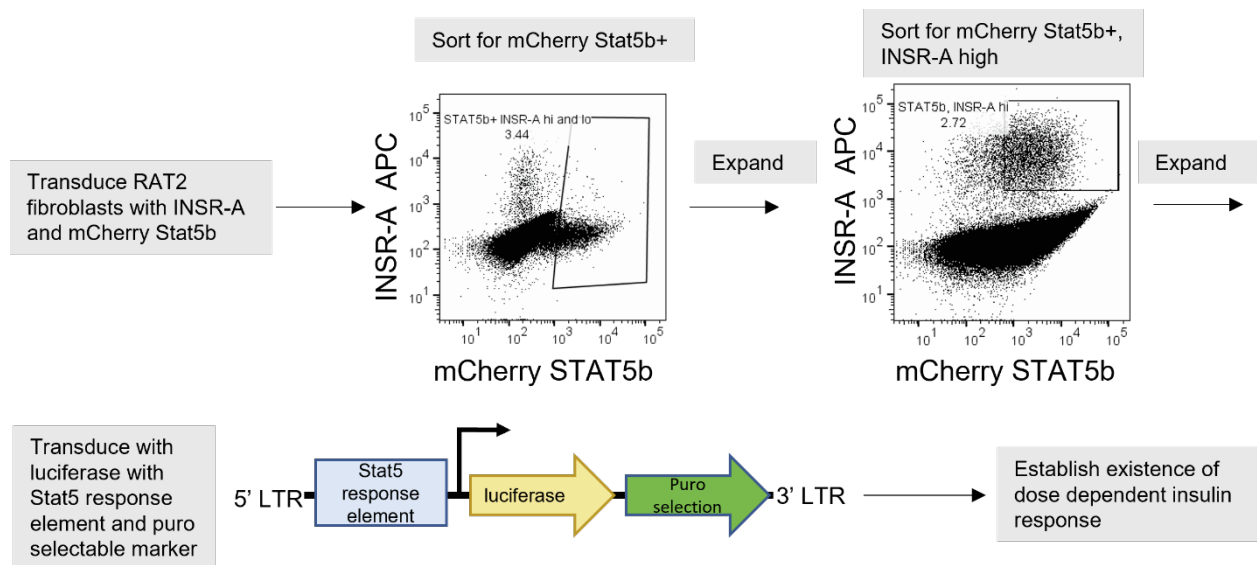 Sort for mCherry Stat5b+
Sort for mCherry Stat5b+,
INSR-A high
Transduce RAT2
fibroblasts with INSR-A
and mCherry Stat5b
INSR-A APC
10^5
10^4
10^3
10^2
10^1
STAT5b+ INSR-A hi and lo
3.44
10^1 10^2 10^3 10^4 10^5
mCherry STAT5b
Expand
INSR-A APC
10^5
10^4
10^3
10^2
10^1
STAT5b, INSR-A hi
2.72
10^1 10^2 10^3 10^4 10^5
mCherry STAT5b
Expand
Transduce with
luciferase with
Stat5 response
element and puro
selectable marker
5' LTR
Stat5
response
element
luciferase
Puro
selection
3' LTR
Establish existence of
dose dependent insulin
response